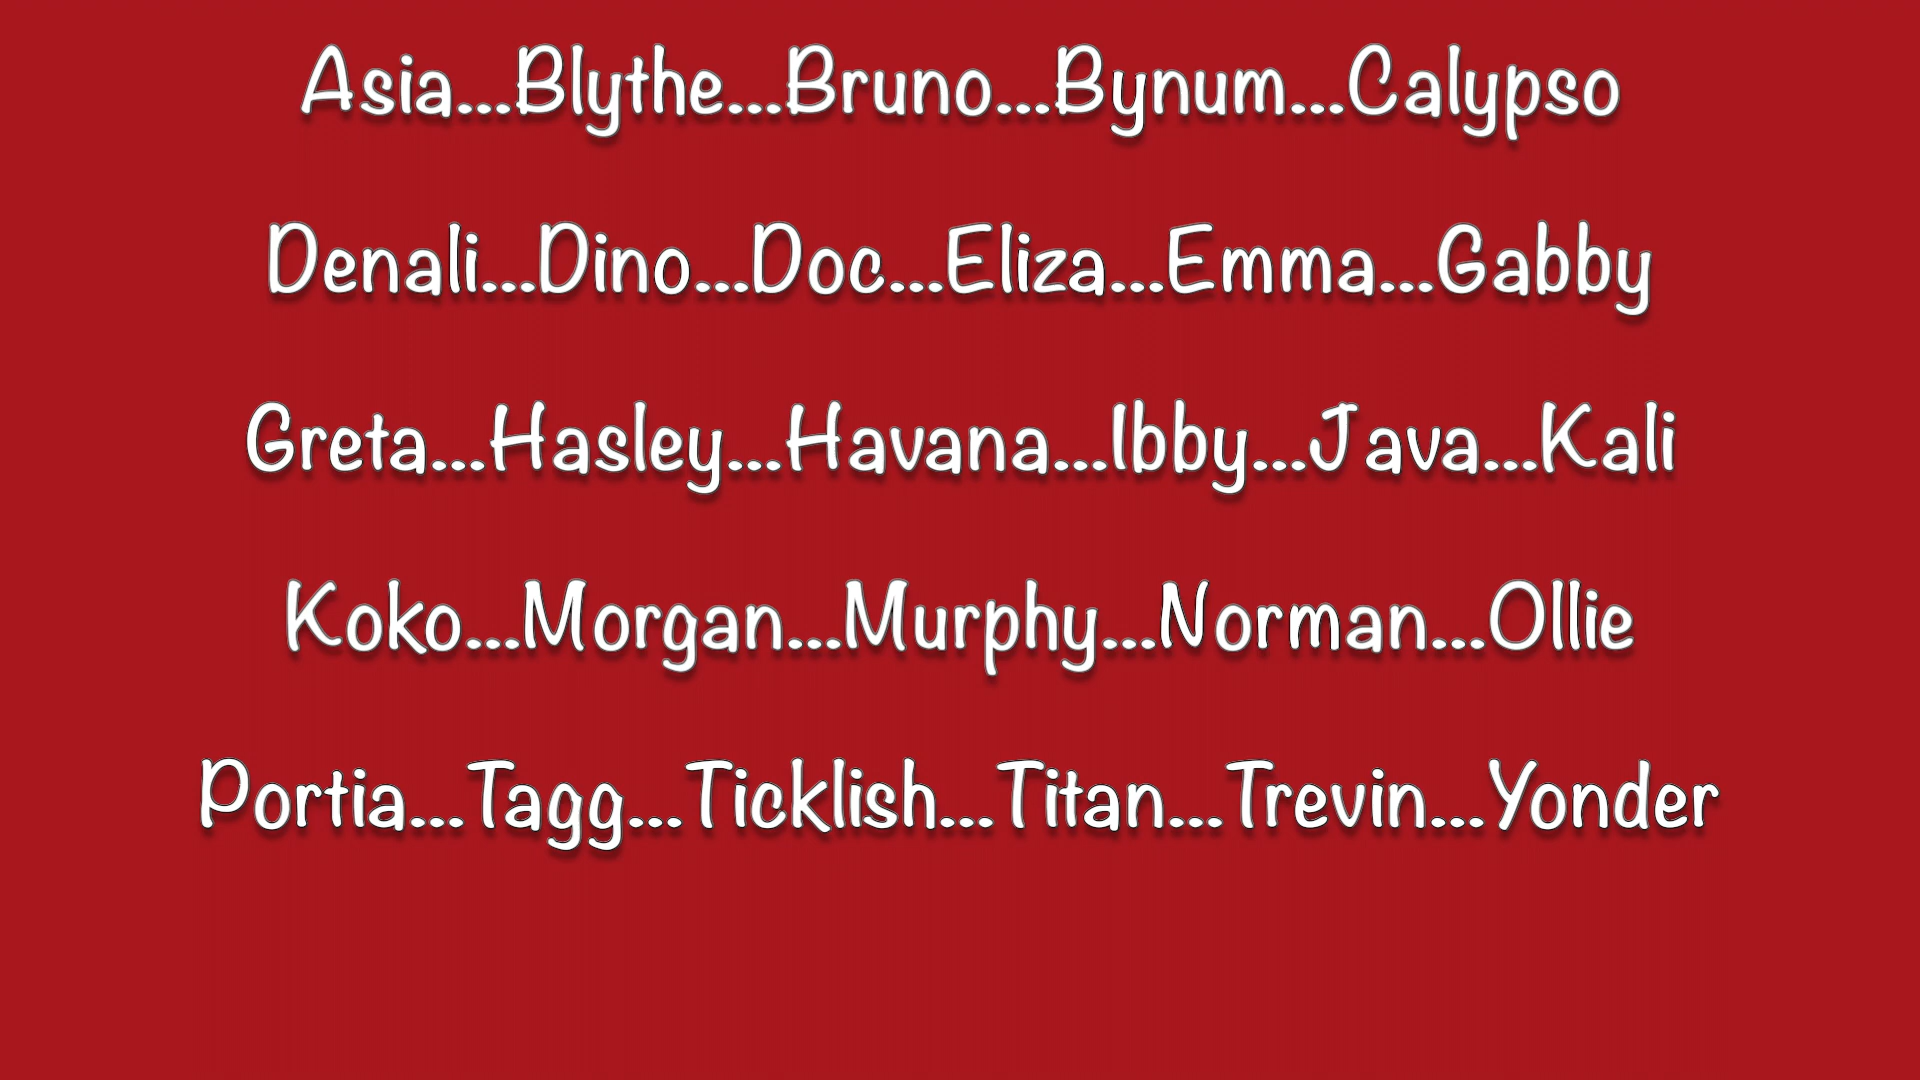 Asia...Blythe...Bruno...Bynum...Calypso
Denali...Dino...Doc...Eliza...Emma...Gabby
Greta...Hasley...Havana...Ibby...Java...Kali
Koko...Morgan...Murphy...Norman...Ollie
Portia...Tagg...Ticklish...Titan...Trevin...Yonder